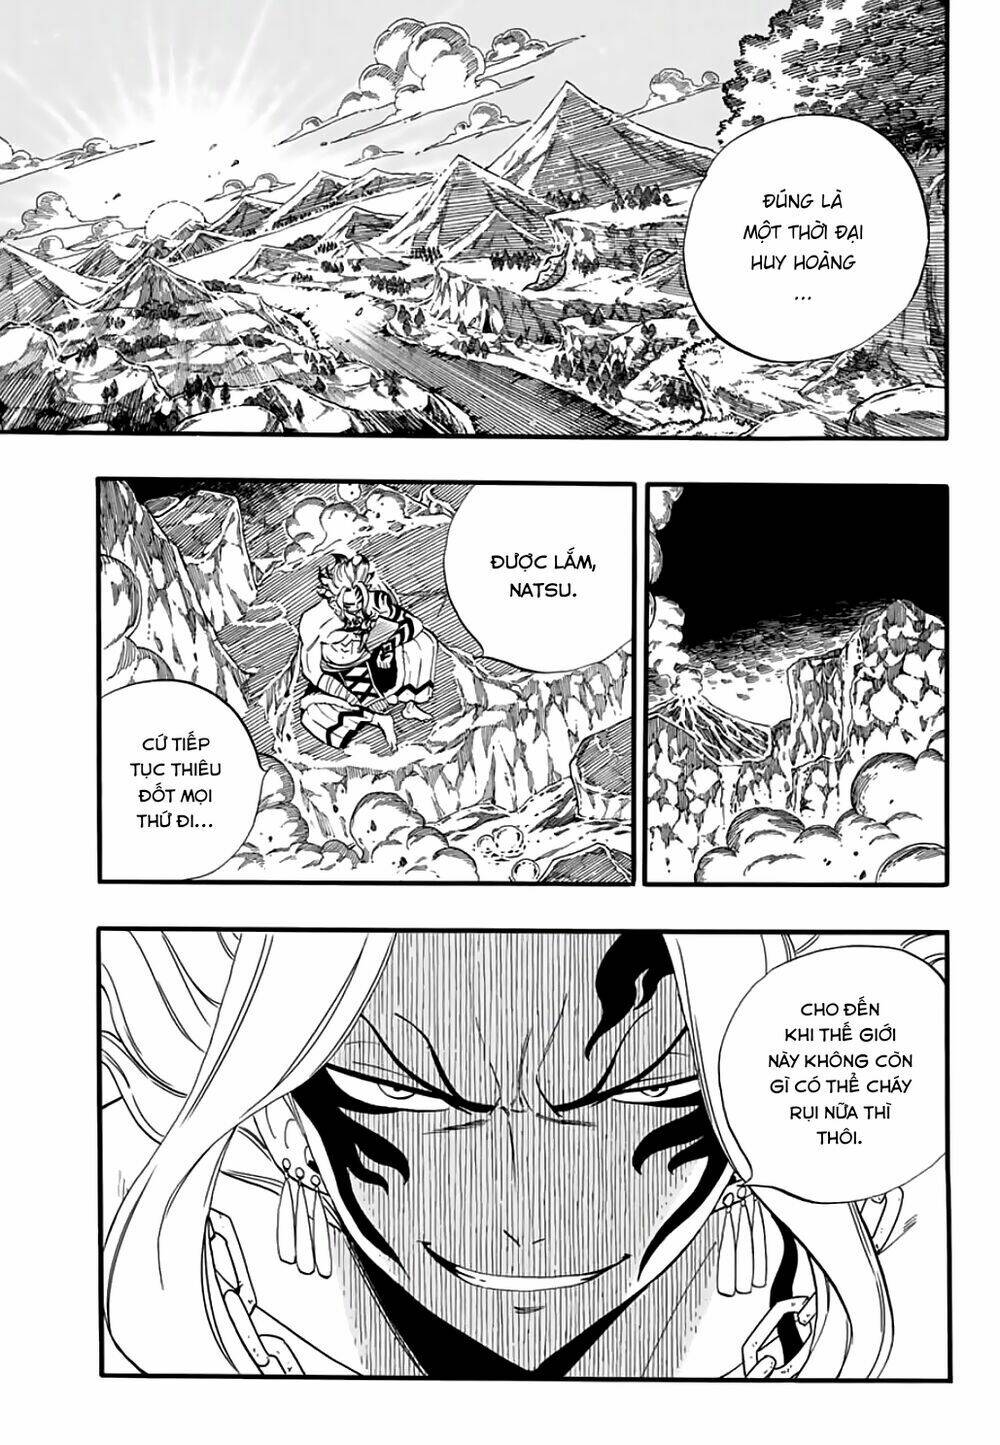 ĐÚNG LÀ
MỘT THỜI ĐẠI
HUY HOÀNG
...
ĐƯỢC LẮM,
NATSU.
CỨ TIẾP
TỤC THIÊU
ĐỐT MỌI
THỨ ĐI...
CHO ĐẾN
KHI THẾ GIỚI
NÀY KHÔNG CÒN
GÌ CÓ THỂ CHÁY
RỤI NỮA THÌ
THÔI.